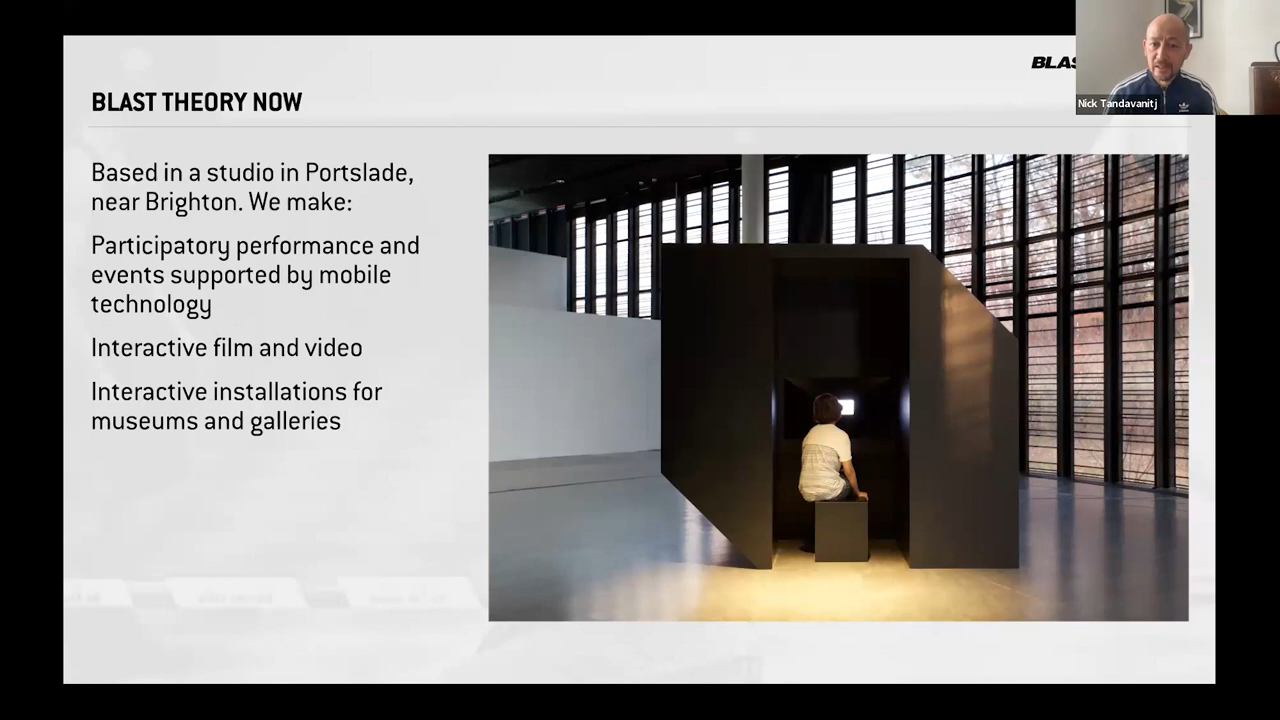 BLAS
BLAST THEORY NOW
Nick Tandavanitj
Based in a studio in Portslade,
near Brighton. We make:
Participatory performance and
events supported by mobile
technology
Interactive film and video
Interactive installations for
museums and galleries